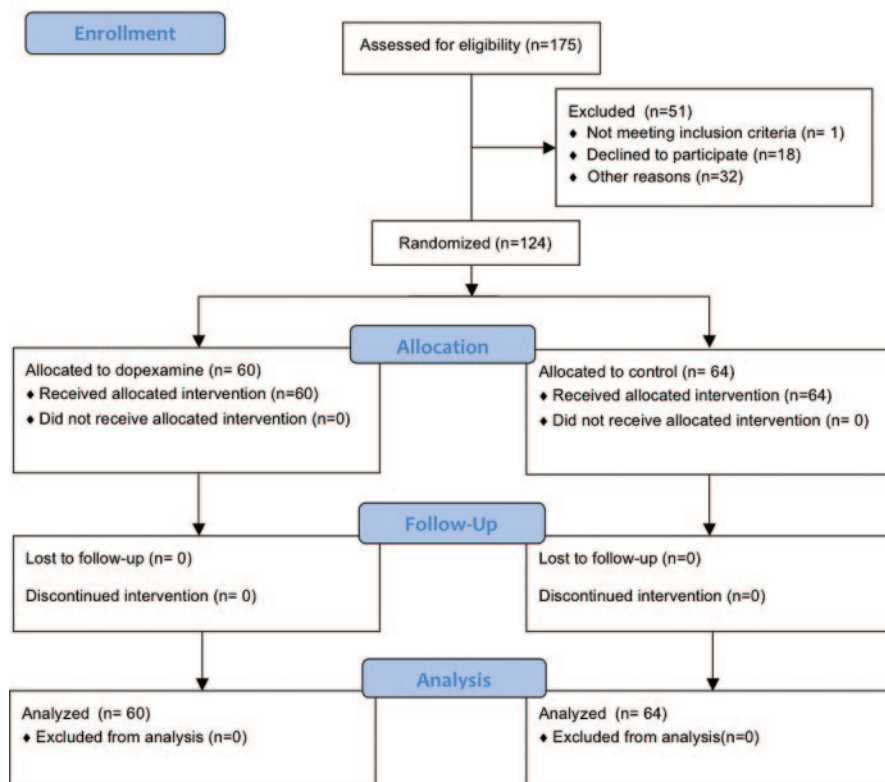 Enrollment
Assessed for eligibility (n=175)
Excluded (n=51)
♦ Not meeting inclusion criteria (n= 1)
♦ Declined to participate (n=18)
♦ Other reasons (n=32)
Randomized (n=124)
Allocation
Allocated to dopexamine (n= 60)
♦ Received allocated intervention (n=60)
♦ Did not receive allocated intervention (n=0)
Allocated to control (n= 64)
♦ Received allocated intervention (n=64)
♦ Did not receive allocated intervention (n= 0)
Follow-Up
Lost to follow-up (n= 0)
Discontinued intervention (n= 0)
Lost to follow-up (n=0)
Discontinued intervention (n=0)
Analysis
Analyzed (n= 60)
♦ Excluded from analysis (n=0)
Analyzed (n= 64)
♦ Excluded from analysis(n=0)